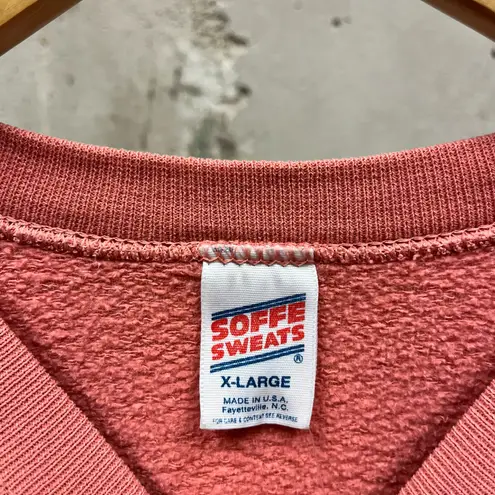 SOFFE
SWEATS®
X-LARGE
MADE IN U.S.A.
Fayetteville, N.C.
FOR CARE & CONTENT SEE REVERSE